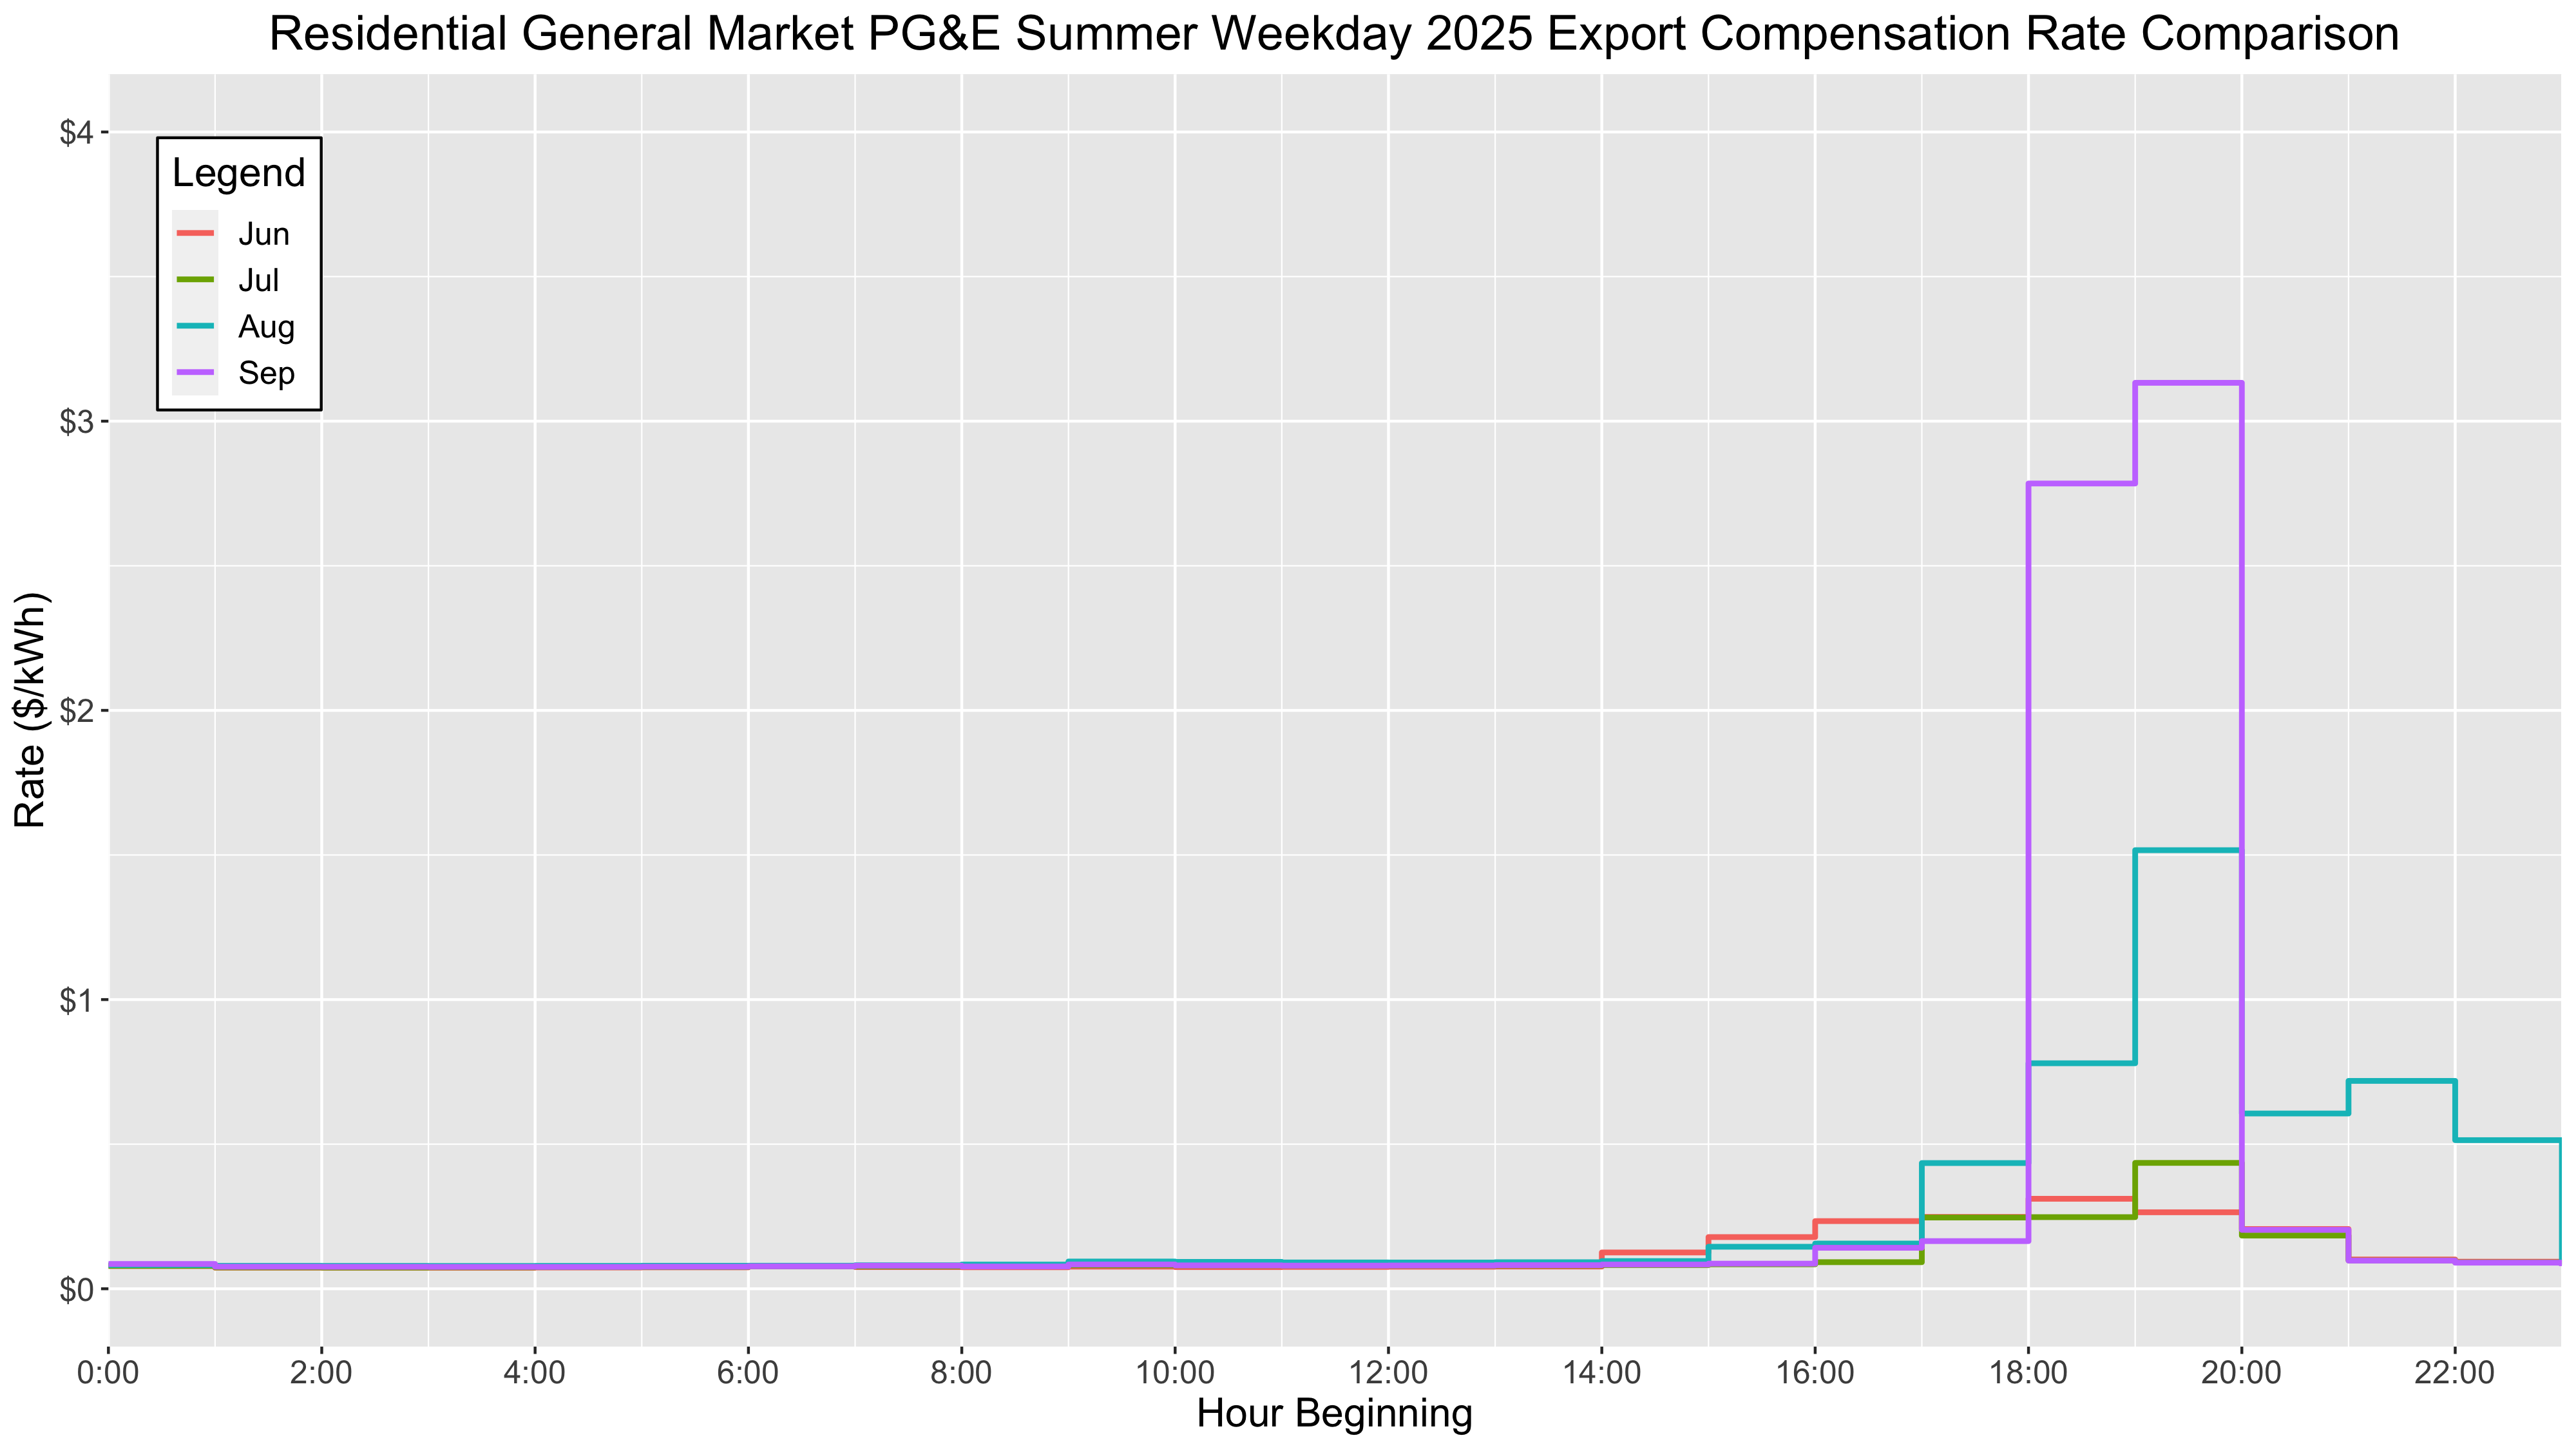 Residential General Market PG&E Summer Weekday 2025 Export Compensation Rate Comparison
$4
Legend
Jun
Jul
Aug
Sep
$3
Rate ($/kWh)
$2
$1
$0
0:00 2:00 4:00 6:00 8:00 10:00 12:00 14:00 16:00 18:00 20:00 22:00
Hour Beginning